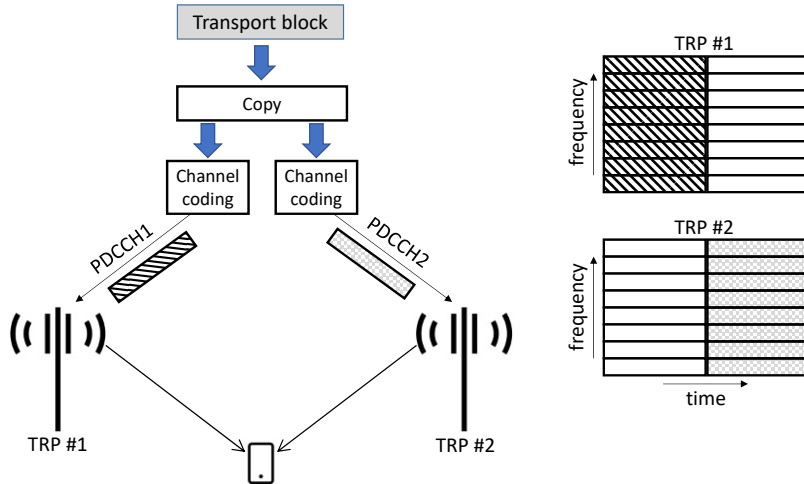 Transport block
Copy
Channel
coding
Channel
coding
PDCCH1
PDCCH2
TRP #1
TRP #2
TRP #1
frequency
TRP #2
frequency
time